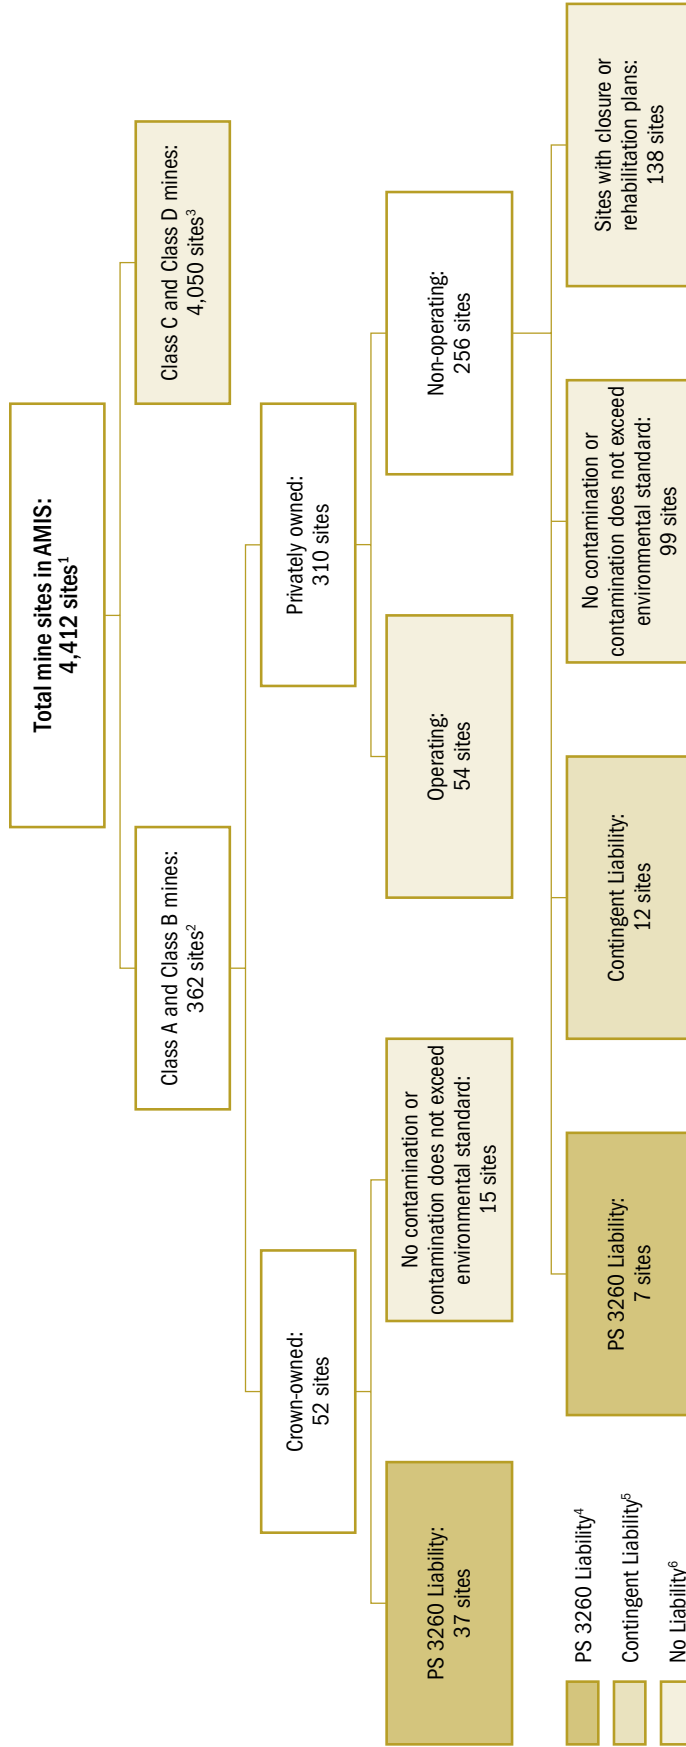 Total mine sites in AMIS:
4,412 sites¹
Class A and Class B mines:
362 sites²
Class C and Class D mines:
4,050 sites³
Crown-owned:
52 sites
Privately owned:
310 sites
PS 3260 Liability:
37 sites
No contamination or
contamination does not exceed
environmental standard:
15 sites
Operating:
54 sites
Non-operating:
256 sites
PS 3260 Liability:
7 sites
Contingent Liability:
12 sites
No contamination or
contamination does not exceed
environmental standard:
99 sites
Sites with closure or
rehabilitation plans:
138 sites
PS 3260 Liability⁴
Contingent Liability⁵
No Liability⁶